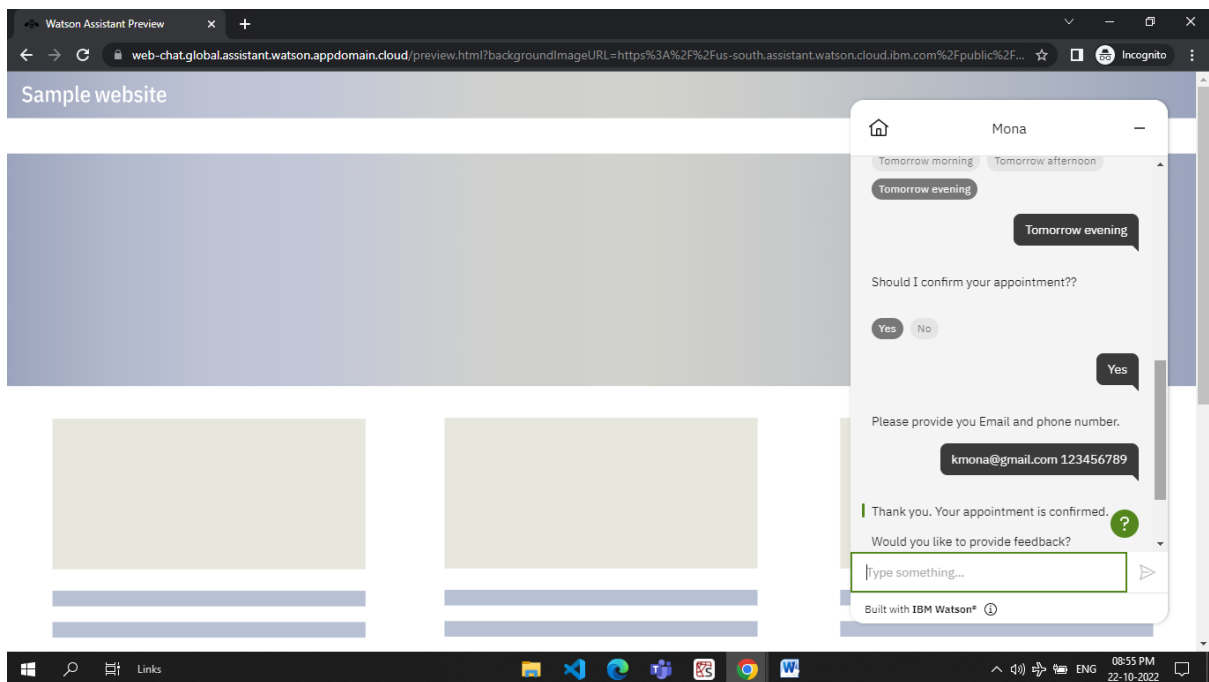 Watson Assistant Preview
web-chat.global.assistant.watson.appdomain.cloud/preview.html?backgroundImageURL=https%3A%2F%2Fus-south.assistant.watson.cloud.ibm.com%2Fpublic%2F... Incognito
Sample website
Mona
Tomorrow morning Tomorrow afternoon
Tomorrow evening
Tomorrow evening
Should I confirm your appointment??
Yes No
Yes
Please provide you Email and phone number.
kmona@gmail.com 123456789
Thank you. Your appointment is confirmed.
?
Would you like to provide feedback?
Type something...
Built with IBM Watson®
Links
ENG
08:55 PM
22-10-2022